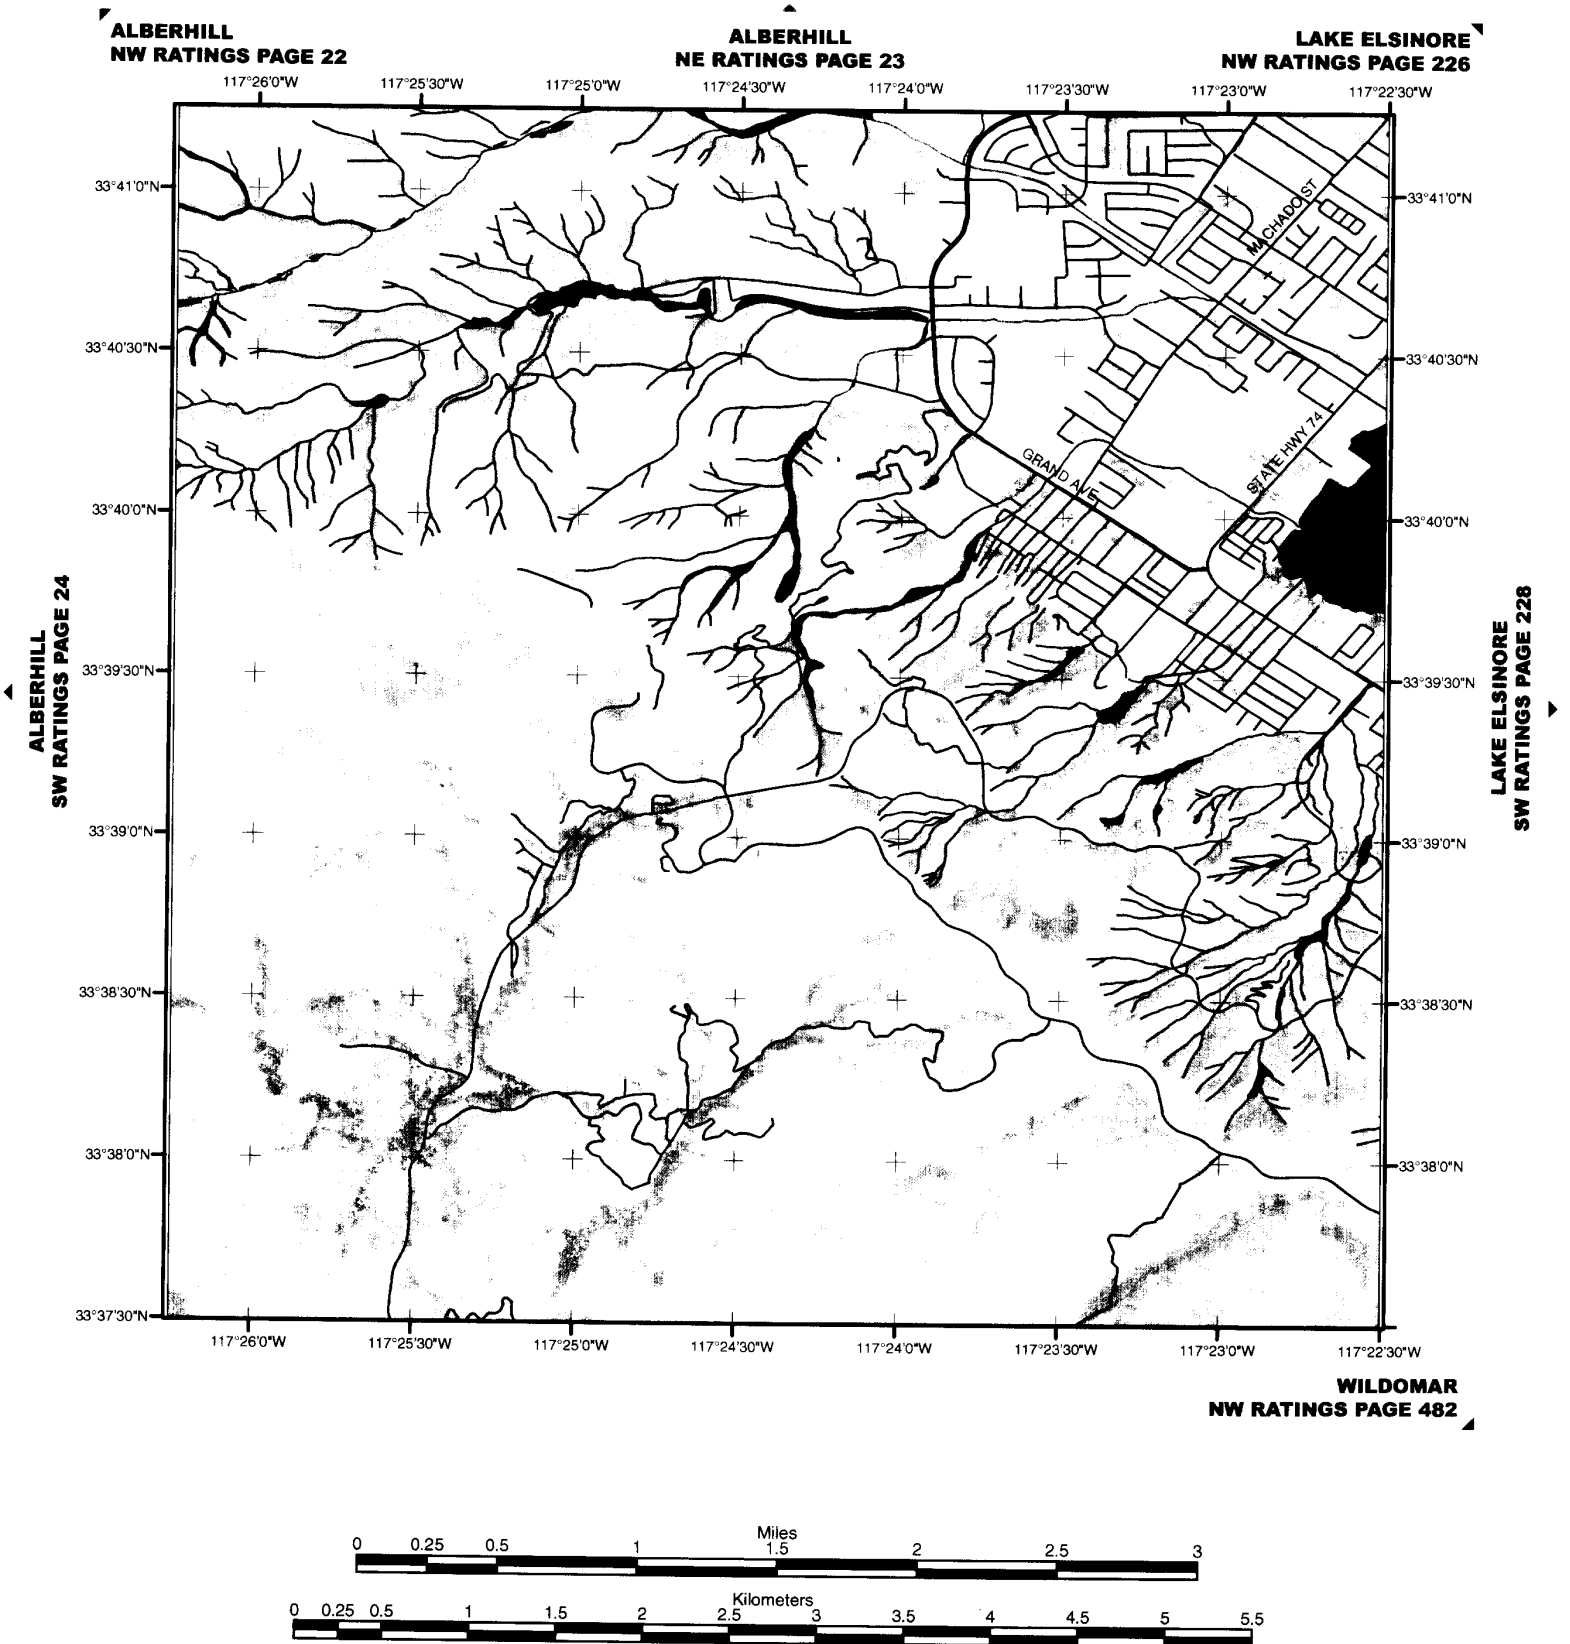 ALBERHILL
NW RATINGS PAGE 22
ALBERHILL
NE RATINGS PAGE 23
LAKE ELSINORE
NW RATINGS PAGE 226
117°26'0"W
117°25'30"W
117°25'0"W
117°24'30"W
117°24'0"W
117°23'30"W
117°23'0"W
117°22'30"W
33°41'0"N
33°41'0"N
MACHADO ST
33°40'30"N
33°40'30"N
STATE HWY 74
GRAND AVE
33°40'0"N
33°40'0"N
ALBERHILL
SW RATINGS PAGE 24
LAKE ELSINORE
SW RATINGS PAGE 228
33°39'30"N
33°39'30"N
33°39'0"N
33°39'0"N
33°38'30"N
33°38'30"N
33°38'0"N
33°38'0"N
33°37'30"N
117°26'0"W
117°25'30"W
117°25'0"W
117°24'30"W
117°24'0"W
117°23'30"W
117°23'0"W
117°22'30"W
WILDOMAR
NW RATINGS PAGE 482
Miles
0 0.25 0.5 1 1.5 2 2.5 3
Kilometers
0 0.25 0.5 1 1.5 2 2.5 3 3.5 4 4.5 5 5.5